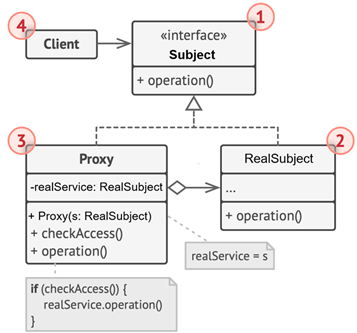 1
4
«interface»
Client
Subject
+ operation()
3
2
Proxy
RealSubject
-realService: RealSubject
...
+ Proxy(s: RealSubject)
+ checkAccess()
+ operation()
+ operation()
realService = s
if (checkAccess()) {
realService.operation()
}